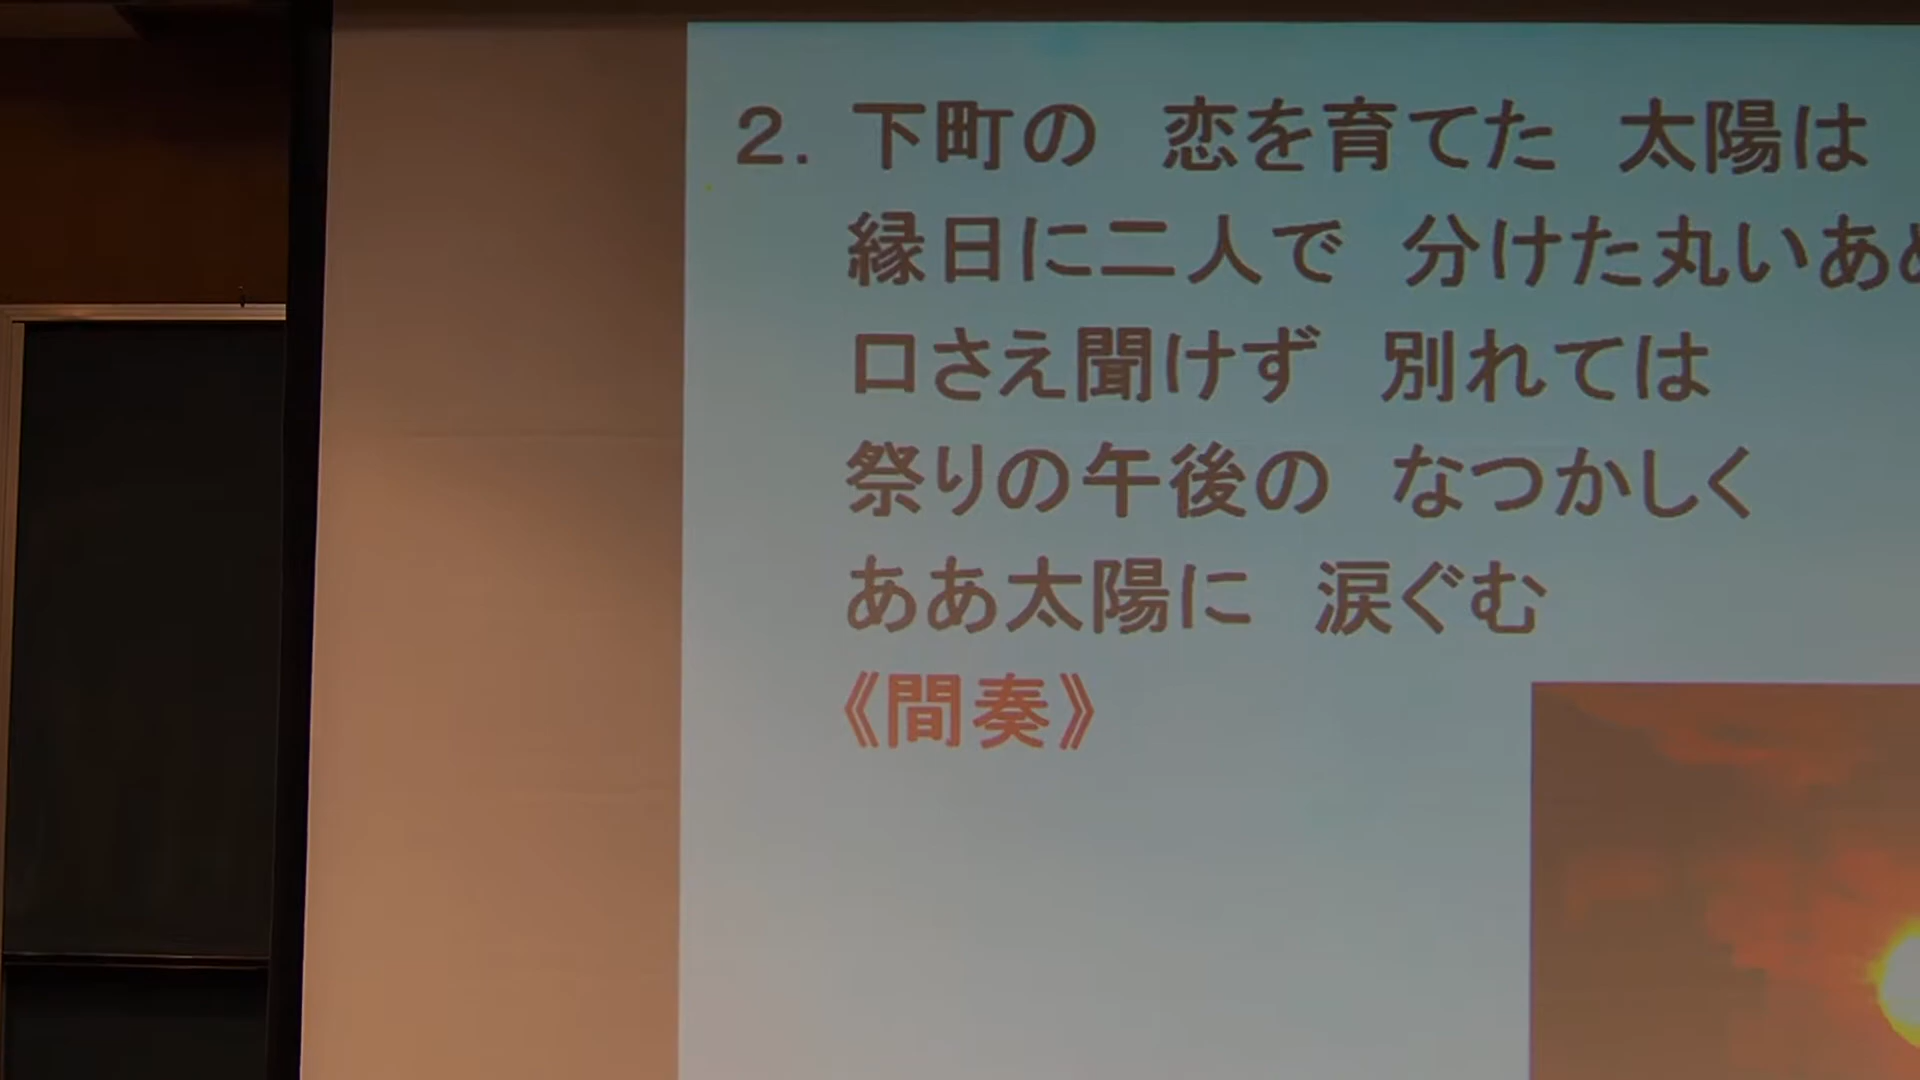 2. 下町の 恋を育てた 太陽は
縁日に二人で 分けた丸いあ
口さえ聞けず 別れては
祭りの午後の なつかしく
ああ太陽に 涙ぐむ
《間奏》